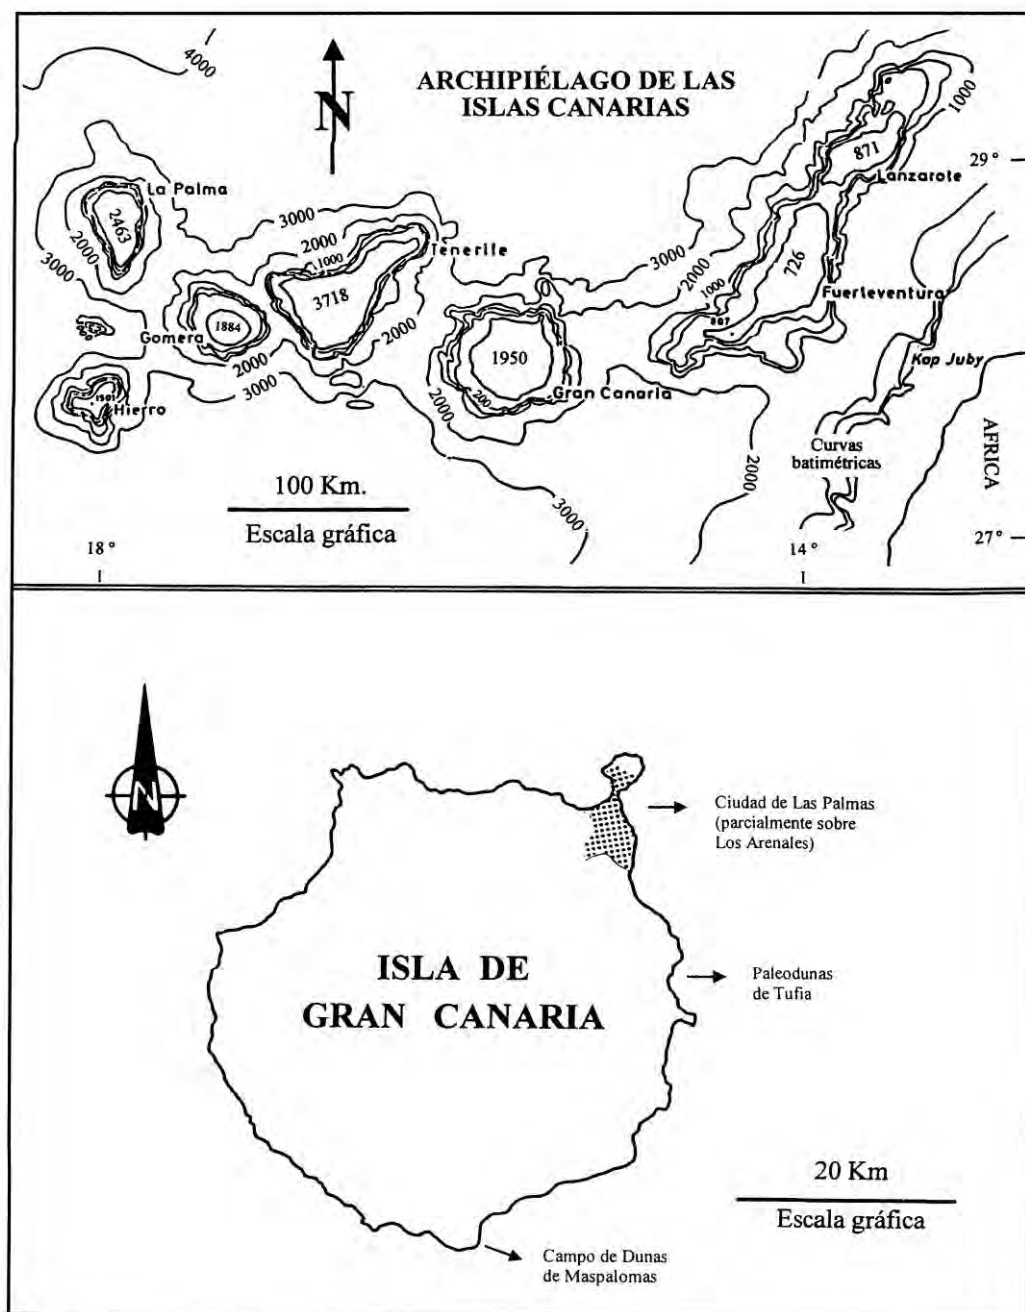 4000
N
ARCHIPIÉLAGO DE LAS
ISLAS CANARIAS
1000
871
29°
La Palma
Lanzarote
2463
3000
2000
2000
3000
1000
Tenerife
3000
2000
726
1000
3718
Fuerteventura
807
Gomera
1884
2000
2000
3000
1950
Kap Juby
1501
Hierro
2000
200
Gran Canaria
Curvas
batimétricas
AFRICA
2000
3000
100 Km.
Escala gráfica
18°
14°
27°
N
Ciudad de Las Palmas
(parcialmente sobre
Los Arenales)
ISLA DE
GRAN CANARIA
Paleodunas
de Tufia
20 Km
Escala gráfica
Campo de Dunas
de Maspalomas